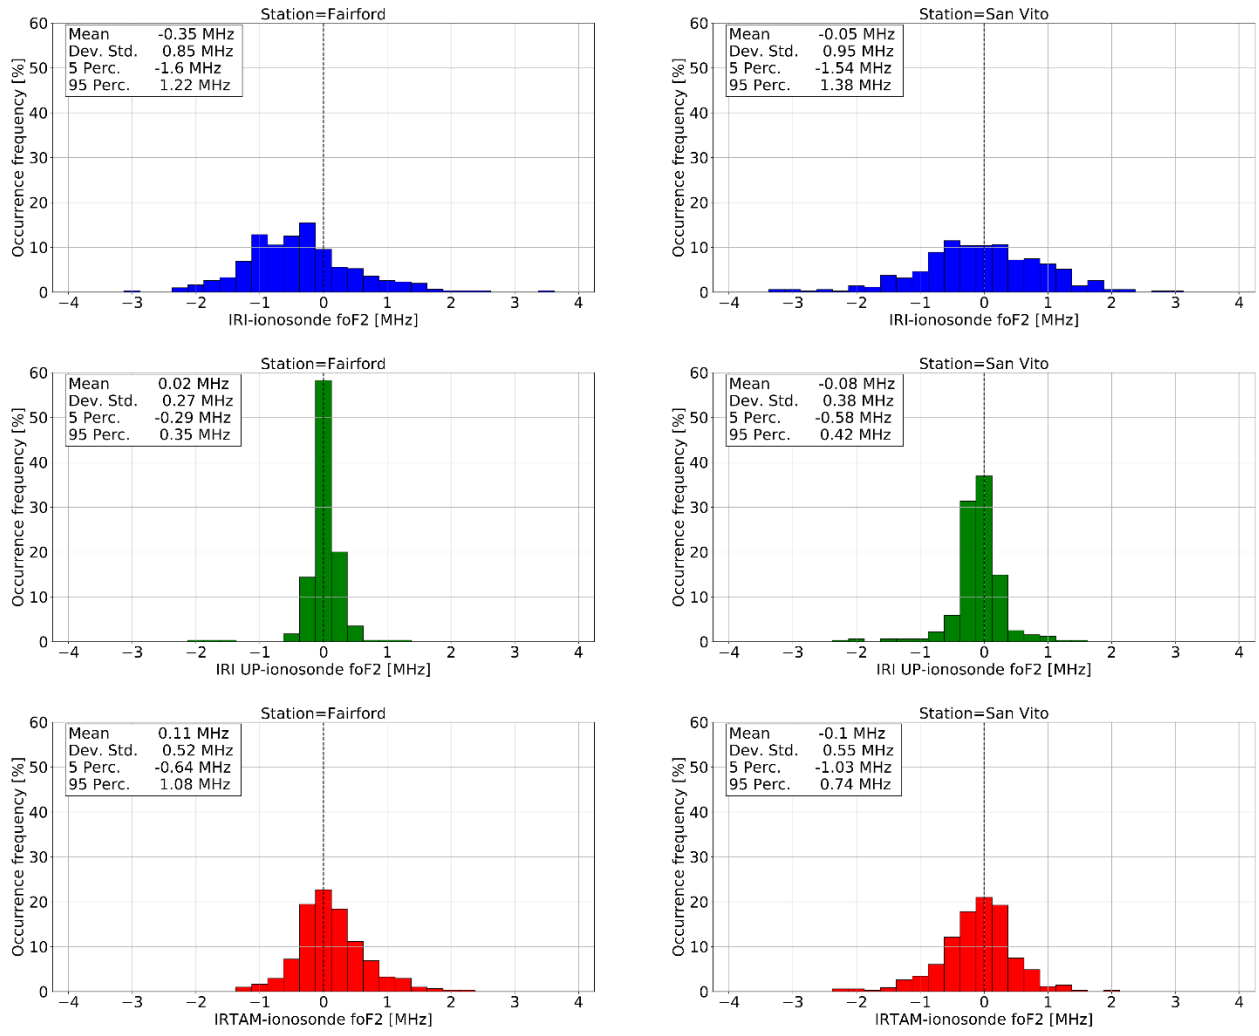 Station=Fairford
Mean -0.35 MHz
Dev. Std. 0.85 MHz
5 Perc. -1.6 MHz
95 Perc. 1.22 MHz
Occurrence frequency [%]
60
50
40
30
20
10
0
−4 −3 −2 −1 0 1 2 3 4
IRI-ionosonde foF2 [MHz]
Station=San Vito
Mean -0.05 MHz
Dev. Std. 0.95 MHz
5 Perc. -1.54 MHz
95 Perc. 1.38 MHz
Occurrence frequency [%]
60
50
40
30
20
10
0
−4 −3 −2 −1 0 1 2 3 4
IRI-ionosonde foF2 [MHz]
Station=Fairford
Mean 0.02 MHz
Dev. Std. 0.27 MHz
5 Perc. -0.29 MHz
95 Perc. 0.35 MHz
Occurrence frequency [%]
60
50
40
30
20
10
0
−4 −3 −2 −1 0 1 2 3 4
IRI UP-ionosonde foF2 [MHz]
Station=San Vito
Mean -0.08 MHz
Dev. Std. 0.38 MHz
5 Perc. -0.58 MHz
95 Perc. 0.42 MHz
Occurrence frequency [%]
60
50
40
30
20
10
0
−4 −3 −2 −1 0 1 2 3 4
IRI UP-ionosonde foF2 [MHz]
Station=Fairford
Mean 0.11 MHz
Dev. Std. 0.52 MHz
5 Perc. -0.64 MHz
95 Perc. 1.08 MHz
Occurrence frequency [%]
60
50
40
30
20
10
0
−4 −3 −2 −1 0 1 2 3 4
IRTAM-ionosonde foF2 [MHz]
Station=San Vito
Mean -0.1 MHz
Dev. Std. 0.55 MHz
5 Perc. -1.03 MHz
95 Perc. 0.74 MHz
Occurrence frequency [%]
60
50
40
30
20
10
0
−4 −3 −2 −1 0 1 2 3 4
IRTAM-ionosonde foF2 [MHz]